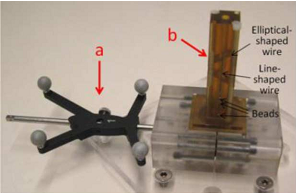 a
b
Elliptical-
shaped
wire
Line-
shaped
wire
Beads